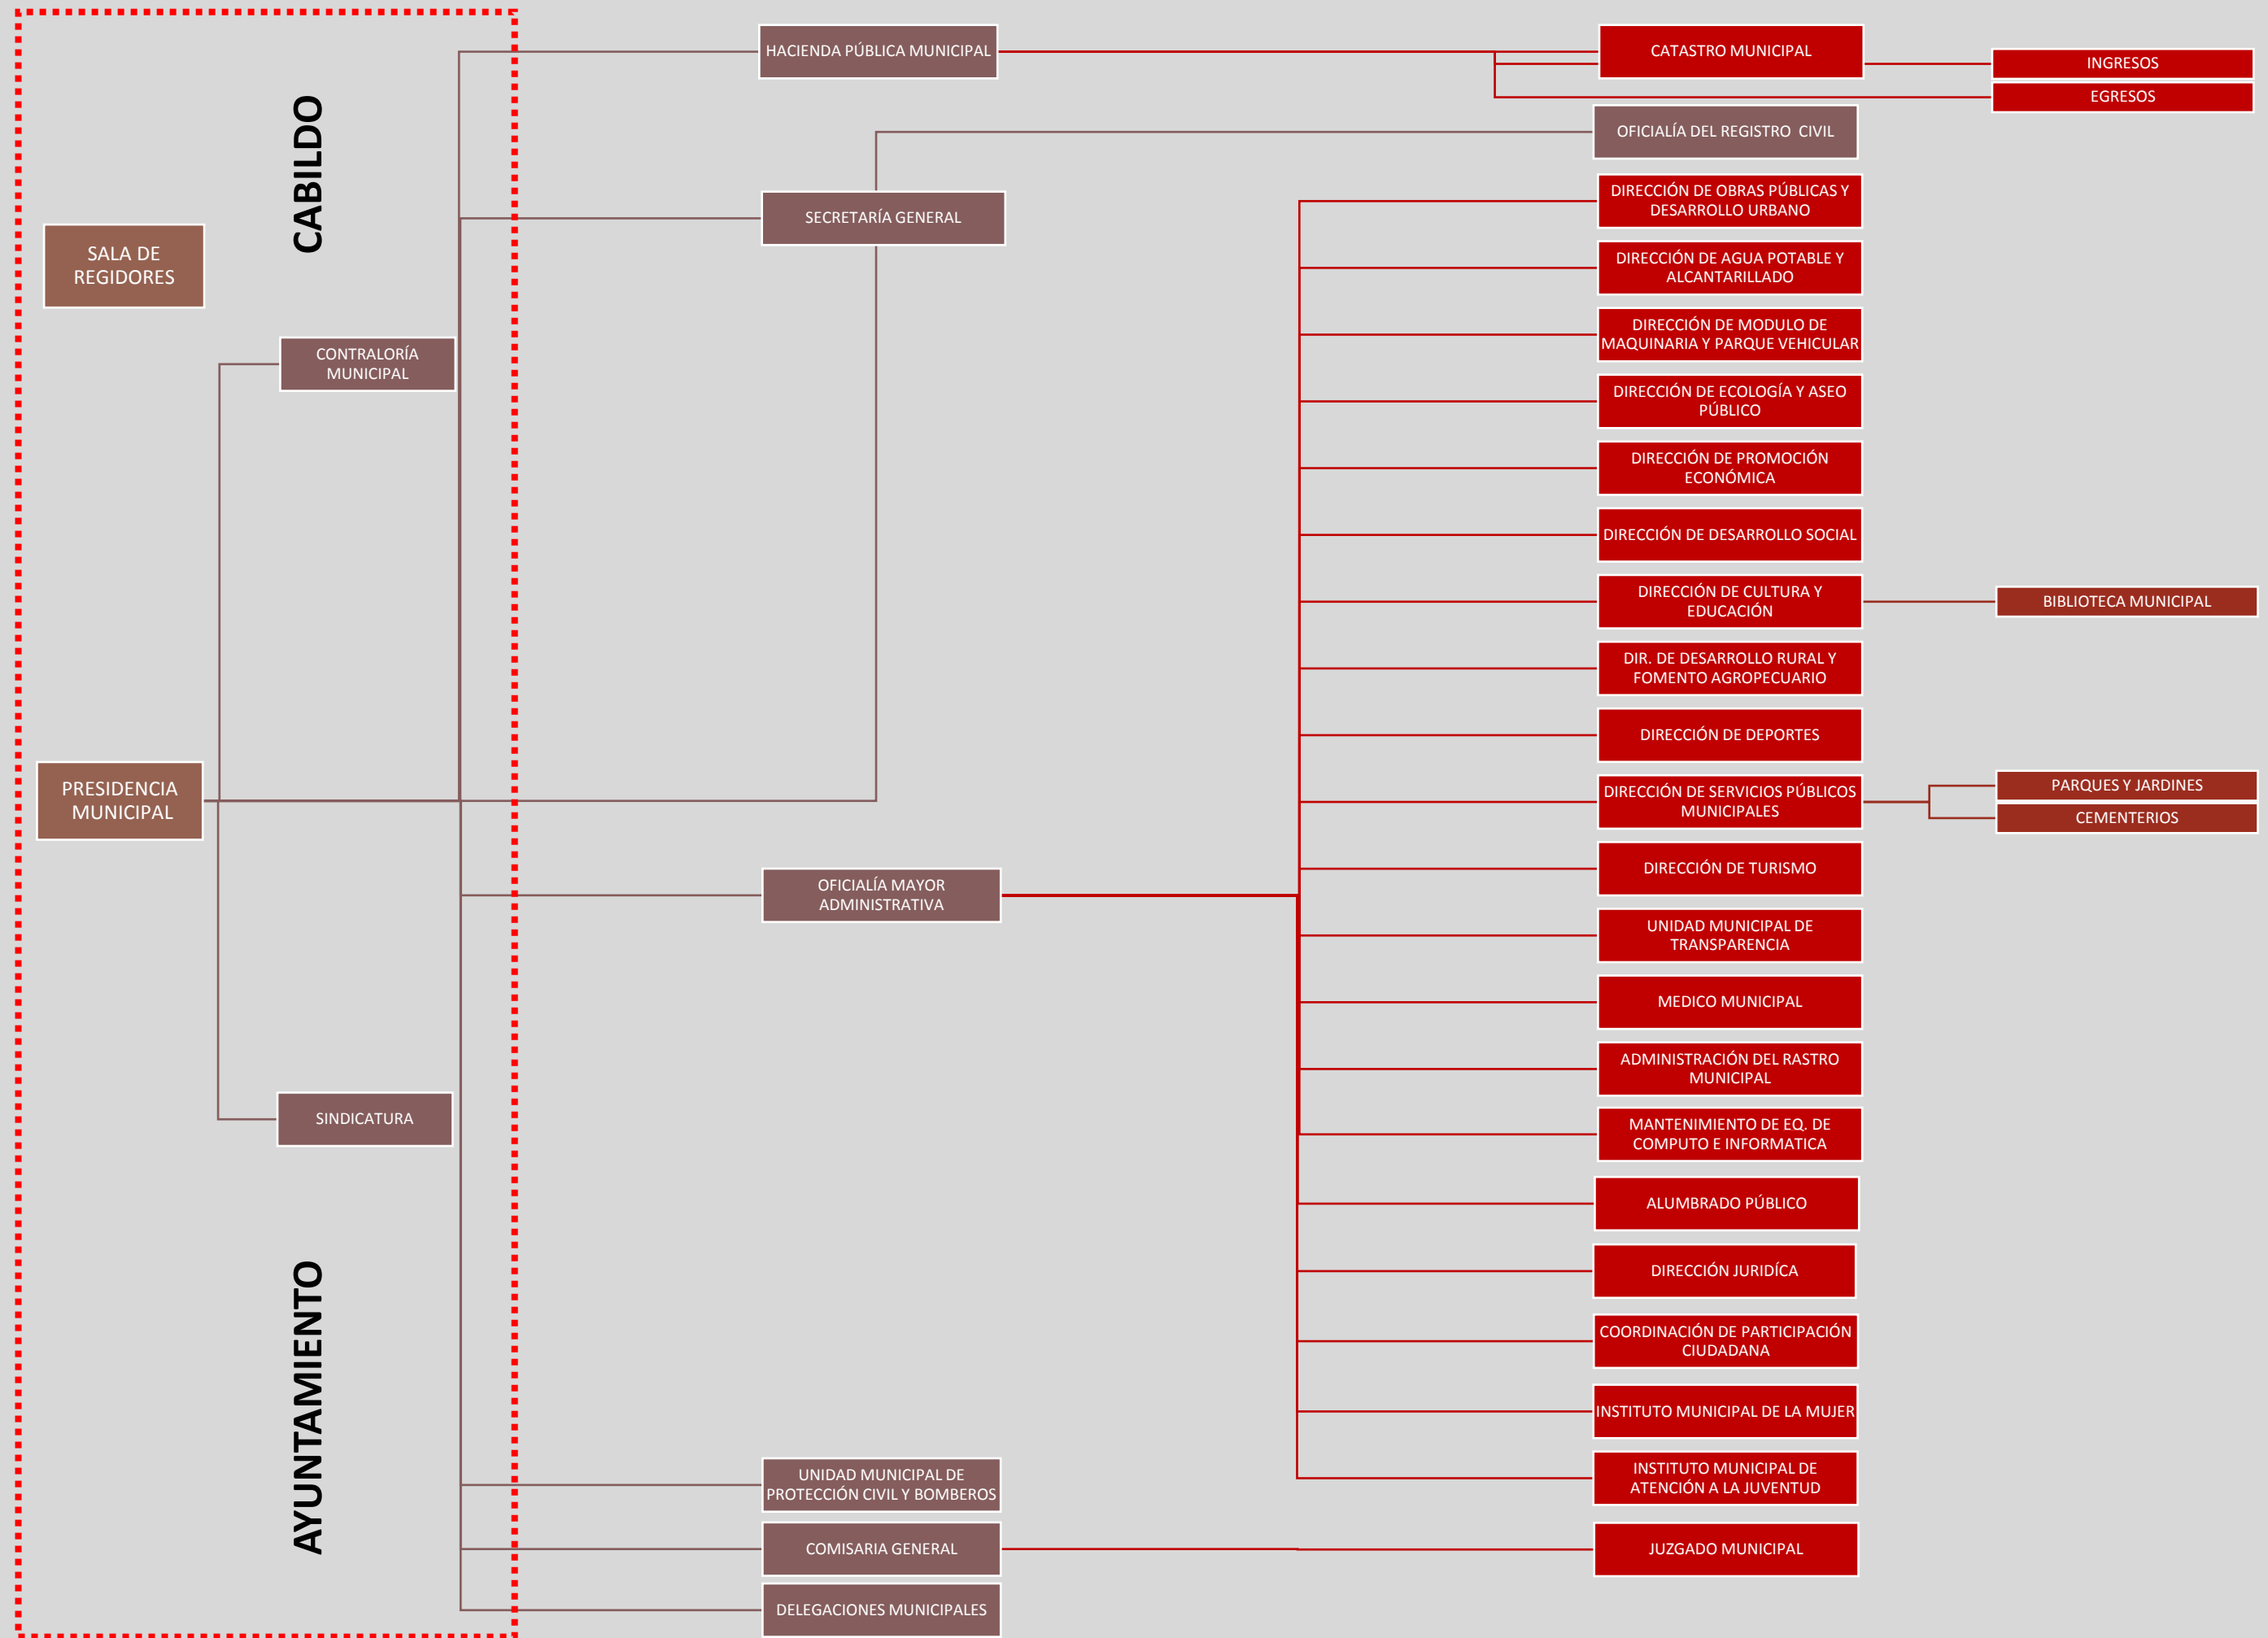 CABILDO
AYUNTAMIENTO
SALA DE
REGIDORES
PRESIDENCIA
MUNICIPAL
CONTRALORÍA
MUNICIPAL
SINDICATURA
HACIENDA PÚBLICA MUNICIPAL
SECRETARÍA GENERAL
OFICIALÍA MAYOR
ADMINISTRATIVA
UNIDAD MUNICIPAL DE
PROTECCIÓN CIVIL Y BOMBEROS
COMISARIA GENERAL
DELEGACIONES MUNICIPALES
CATASTRO MUNICIPAL
OFICIALÍA DEL REGISTRO  CIVIL
DIRECCIÓN DE OBRAS PÚBLICAS Y
DESARROLLO URBANO
DIRECCIÓN DE AGUA POTABLE Y
ALCANTARILLADO
DIRECCIÓN DE MODULO DE
MAQUINARIA Y PARQUE VEHICULAR
DIRECCIÓN DE ECOLOGÍA Y ASEO
PÚBLICO
DIRECCIÓN DE PROMOCIÓN
ECONÓMICA
DIRECCIÓN DE DESARROLLO SOCIAL
DIRECCIÓN DE CULTURA Y
EDUCACIÓN
DIR. DE DESARROLLO RURAL Y
FOMENTO AGROPECUARIO
DIRECCIÓN DE DEPORTES
DIRECCIÓN DE SERVICIOS PÚBLICOS
MUNICIPALES
DIRECCIÓN DE TURISMO
UNIDAD MUNICIPAL DE
TRANSPARENCIA
MEDICO MUNICIPAL
ADMINISTRACIÓN DEL RASTRO
MUNICIPAL
MANTENIMIENTO DE EQ. DE
COMPUTO E INFORMATICA
ALUMBRADO PÚBLICO
DIRECCIÓN JURIDÍCA
COORDINACIÓN DE PARTICIPACIÓN
CIUDADANA
INSTITUTO MUNICIPAL DE LA MUJER
INSTITUTO MUNICIPAL DE
ATENCIÓN A LA JUVENTUD
JUZGADO MUNICIPAL
INGRESOS
EGRESOS
BIBLIOTECA MUNICIPAL
PARQUES Y JARDINES
CEMENTERIOS